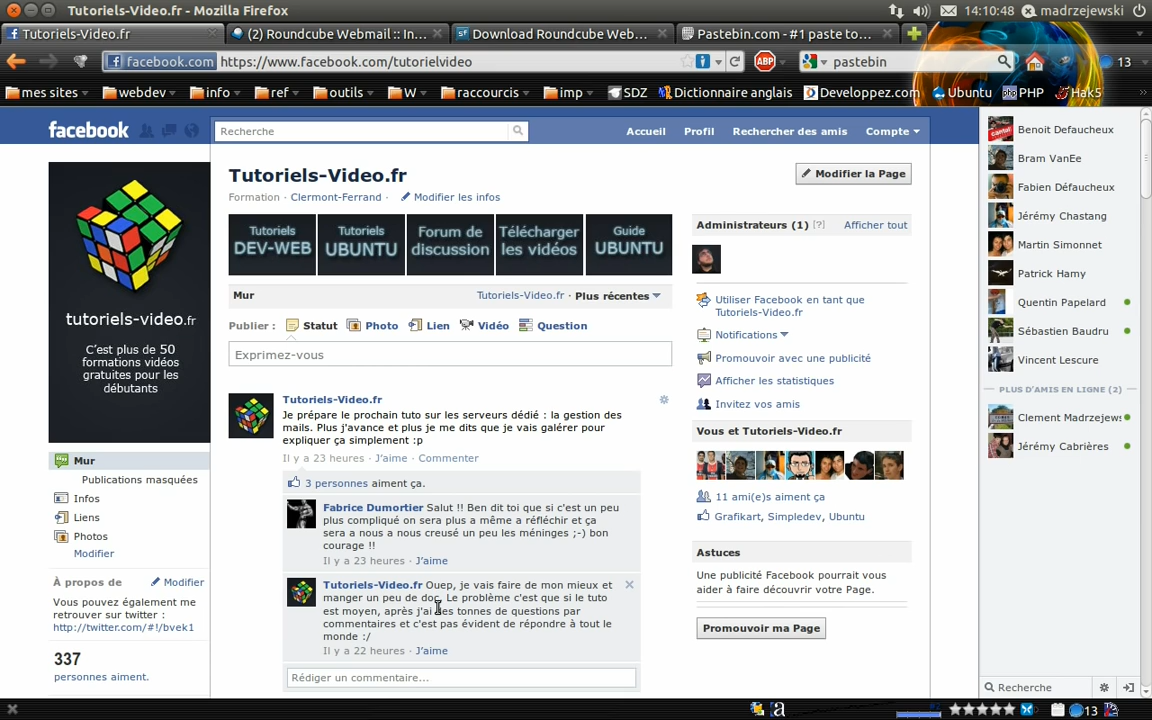 Tutoriels-Video.fr - Mozilla Firefox
14:10:48 madrzejewski
Tutoriels-Video.fr
(2) Roundcube Webmail :: In...
Download Roundcube Web...
Pastebin.com - #1 paste to...
facebook.com https://www.facebook.com/tutorielvideo
ABP
pastebin
13
mes sites webdev info ref outils W raccourcis imp SDZ Dictionnaire anglais Developpez.com Ubuntu PHP Hak5
facebook
Recherche
Accueil Profil Rechercher des amis Compte
Tutoriels-Video.fr
Modifier la Page
Formation · Clermont-Ferrand · Modifier les infos
Tutoriels DEV-WEB
Tutoriels UBUNTU
Forum de discussion
Télécharger les vidéos
Guide UBUNTU
Mur
Tutoriels-Video.fr · Plus récentes
Publier : Statut Photo Lien Vidéo Question
Exprimez-vous
Tutoriels-Video.fr
Je prépare le prochain tuto sur les serveurs dédié : la gestion des
mails. Plus j'avance et plus je me dits que je vais galérer pour
expliquer ça simplement :p
Il y a 23 heures · J'aime · Commenter
3 personnes aiment ça.
Fabrice Dumortier Salut !! Ben dit toi que si c'est un peu
plus compliqué on sera plus a même a réfléchir et ça
sera a nous a nous creusé un peu les méninges ;-) bon
courage !!
Il y a 23 heures · J'aime
Tutoriels-Video.fr Ouep, je vais faire de mon mieux et
manger un peu de doc. Le problème c'est que si le tuto
est moyen, après j'ai des tonnes de questions par
commentaires et c'est pas évident de répondre à tout le
monde :/
Il y a 22 heures · J'aime
Rédiger un commentaire...
tutoriels-video.fr
C'est plus de 50
formations vidéos
gratuites pour les
débutants
Mur
Publications masquées
Infos
Liens
Photos
Modifier
À propos de
Modifier
Vous pouvez également me
retrouver sur twitter :
http://twitter.com/#!/bvek1
337
personnes aiment.
Administrateurs (1) [?]
Afficher tout
Utiliser Facebook en tant que
Tutoriels-Video.fr
Notifications
Promouvoir avec une publicité
Afficher les statistiques
Invitez vos amis
Vous et Tutoriels-Video.fr
11 ami(e)s aiment ça
Grafikart, Simpledev, Ubuntu
Astuces
Une publicité Facebook pourrait vous
aider à faire découvrir votre Page.
Promouvoir ma Page
Benoit Defaucheux
Bram VanEe
Fabien Défaucheux
Jérémy Chastang
Martin Simonnet
Patrick Hamy
Quentin Papelard
Sébastien Baudru
Vincent Lescure
PLUS D'AMIS EN LIGNE (2)
Clement Madrzejews
Jérémy Cabrières
Recherche
a
13